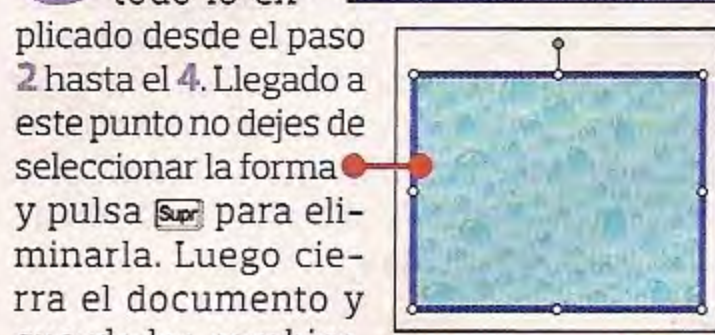 plicado desde el paso
2 hasta el 4. Llegado a
este punto no dejes de
seleccionar la forma
y pulsa Supr para eli-
minarla. Luego cie-
rra el documento y